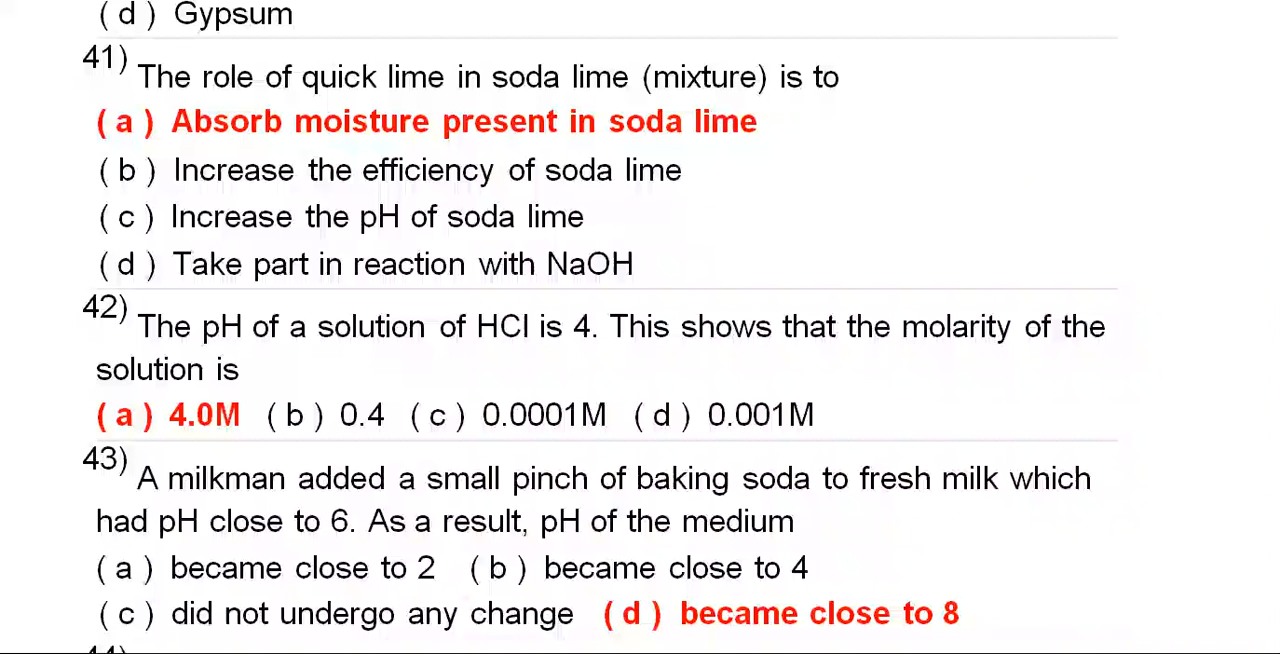 (d) Gypsum
41) The role of quick lime in soda lime (mixture) is to
(a) Absorb moisture present in soda lime
(b) Increase the efficiency of soda lime
(c) Increase the pH of soda lime
(d) Take part in reaction with NaOH
42) The pH of a solution of HCl is 4. This shows that the molarity of the
solution is
(a) 4.0M (b) 0.4 (c) 0.0001M (d) 0.001M
43) A milkman added a small pinch of baking soda to fresh milk which
had pH close to 6. As a result, pH of the medium
(a) became close to 2 (b) became close to 4
(c) did not undergo any change (d) became close to 8